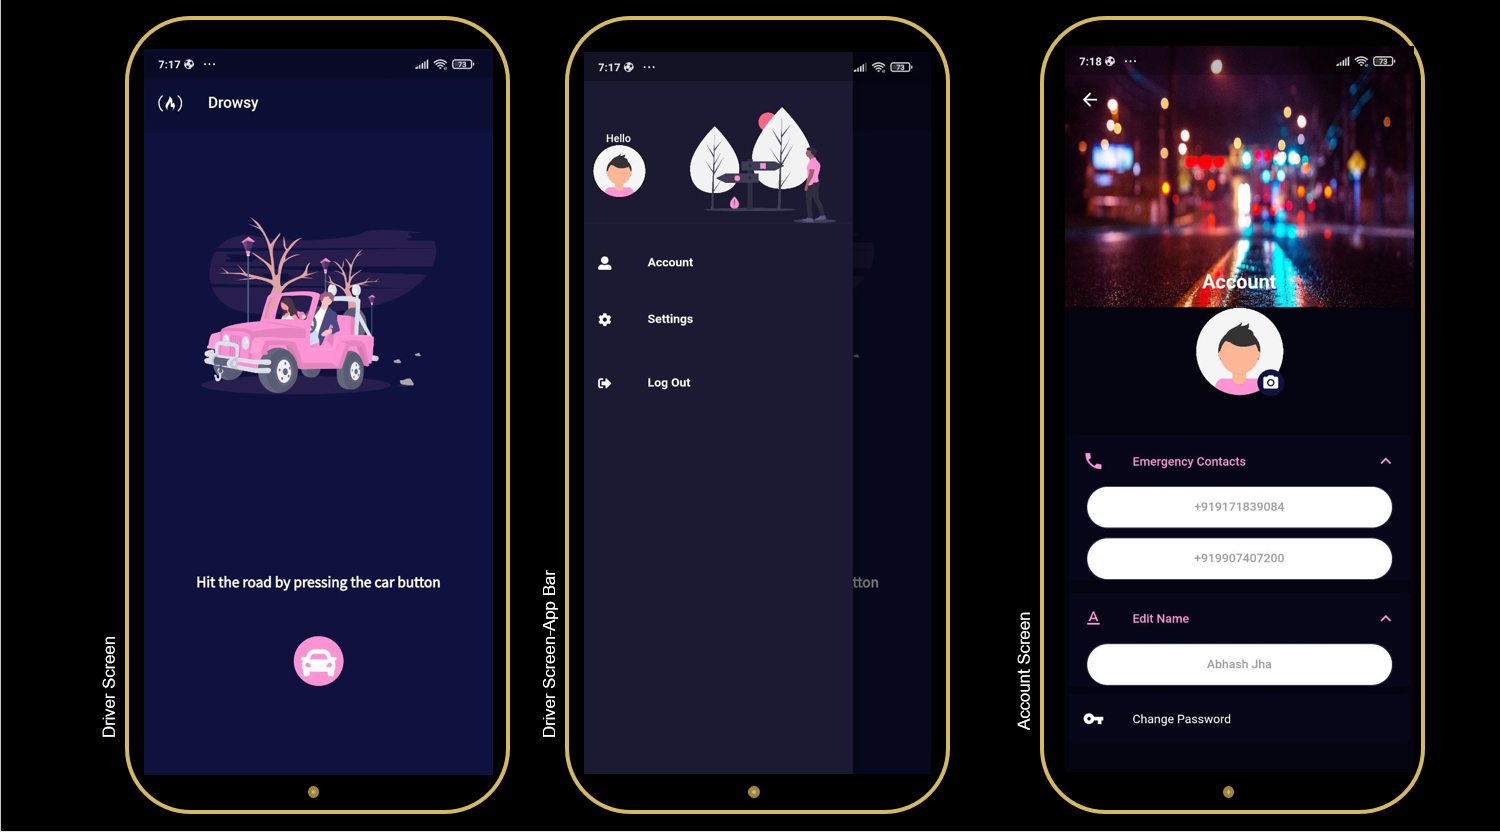 Driver Screen
7:17 ...
73
Drowsy
Hit the road by pressing the car button
Driver Screen-App Bar
7:17 ...
73
Hello
Account
Settings
Log Out
tton
Account Screen
7:18 ...
73
Account
Emergency Contacts
+919171839084
+919907407200
Edit Name
Abhash Jha
Change Password